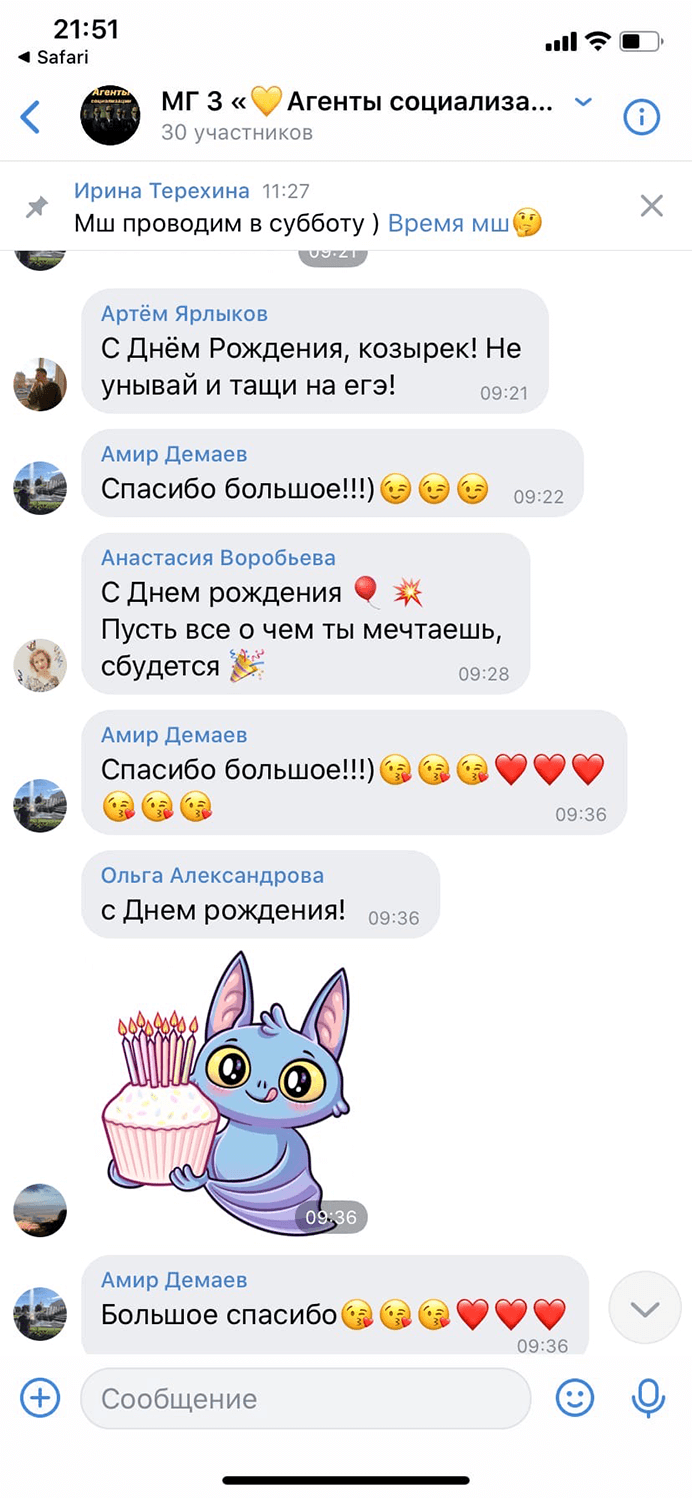 21:51
◀ Safari
МГ 3 «💛Агенты социализа...
30 участников
Ирина Терехина 11:27
Мш проводим в субботу ) Время мш🤔
09:21
Артём Ярлыков
С Днём Рождения, козырек! Не
унывай и тащи на егэ!
09:21
Амир Демаев
Спасибо большое!!!)😉😉😉
09:22
Анастасия Воробьева
С Днем рождения 🎈 💥
Пусть все о чем ты мечтаешь,
сбудется 🎉
09:28
Амир Демаев
Спасибо большое!!!)😘😘😘❤️❤️❤️
😘😘😘
09:36
Ольга Александрова
с Днем рождения!
09:36
09:36
Амир Демаев
Большое спасибо😘😘😘❤️❤️❤️
09:36
Сообщение